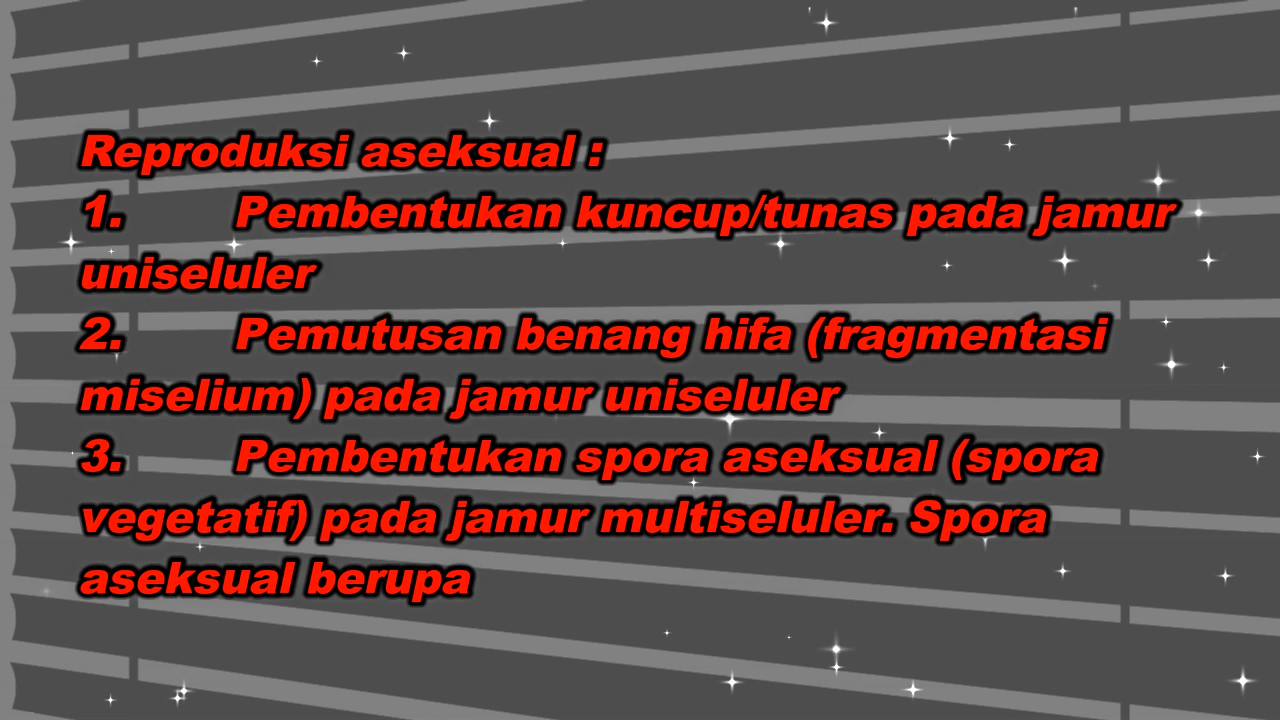 Reproduksi aseksual :
1. Pembentukan kuncup/tunas pada jamur
uniseluler
2. Pemutusan benang hifa (fragmentasi
miselium) pada jamur uniseluler
3. Pembentukan spora aseksual (spora
vegetatif) pada jamur multiseluler. Spora
aseksual berupa